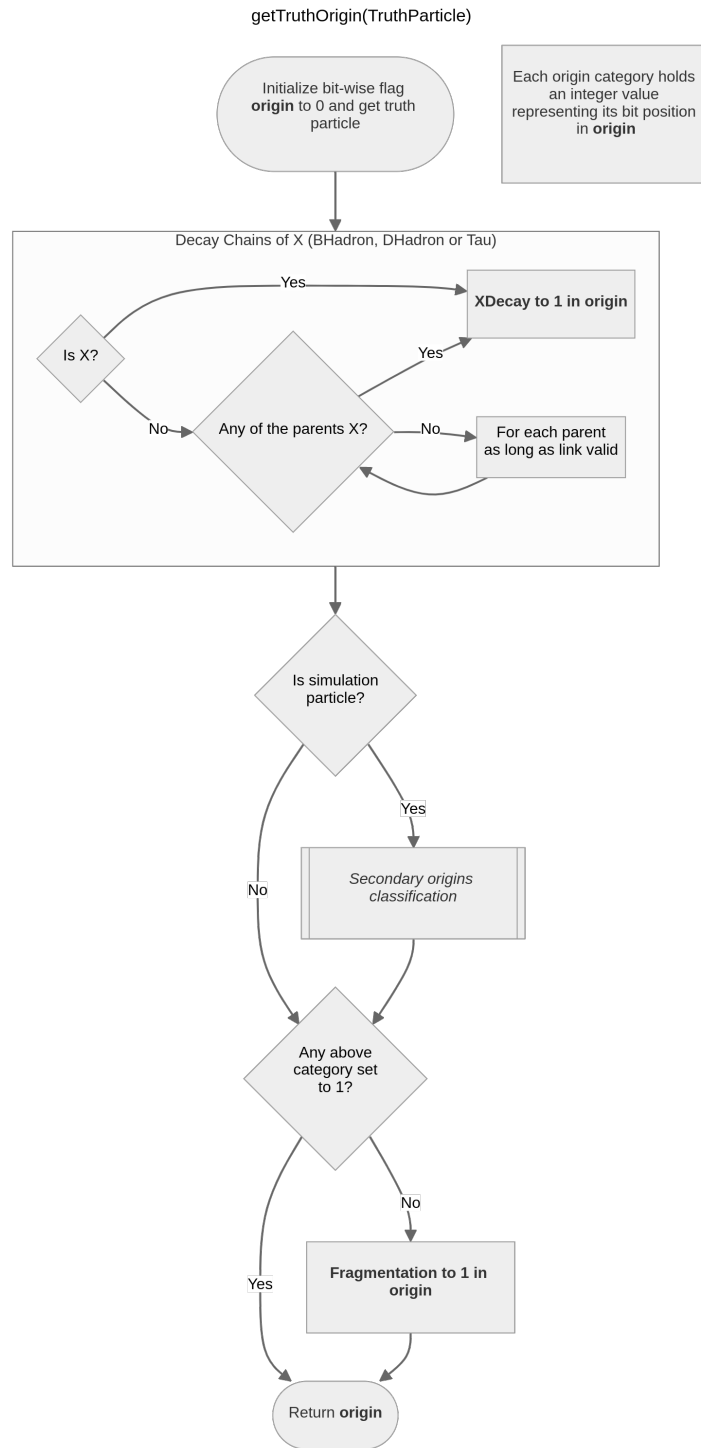 getTruthOrigin(TruthParticle)
Initialize bit-wise flag
origin to 0 and get truth
particle
Each origin category holds
an integer value
representing its bit position
in origin
Decay Chains of X (BHadron, DHadron or Tau)
Yes
XDecay to 1 in origin
Is X?
Yes
No
Any of the parents X?
No
For each parent
as long as link valid
Is simulation
particle?
Yes
No
Secondary origins
classification
Any above
category set
to 1?
No
Yes
Fragmentation to 1 in
origin
Return origin